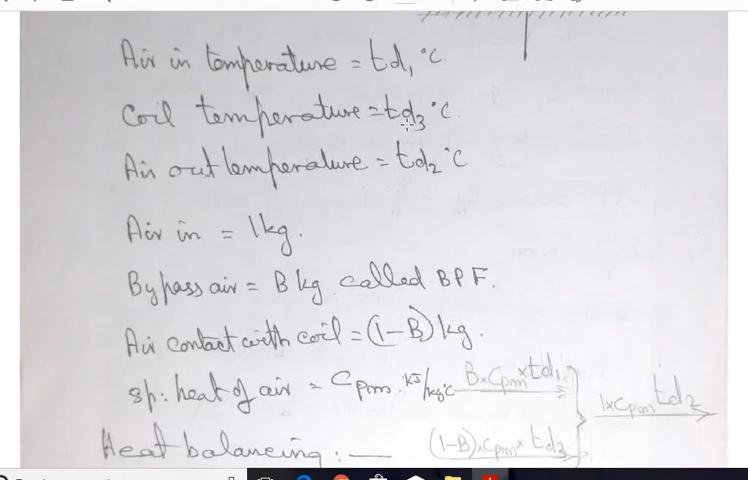 Air in temperature = td₁ °C.
Coil temperature = td₃ °C.
Air out temperature = td₂ °C
Air in = 1kg.
Bypass air = B kg. called BPF.
Air contact with coil = (1-B) kg.
sp: heat of air = Cpm. KJ/kg°C B×Cpm×td₁ } 1×Cpm td₂
Heat balancing : — (1-B)×Cpm×td₃